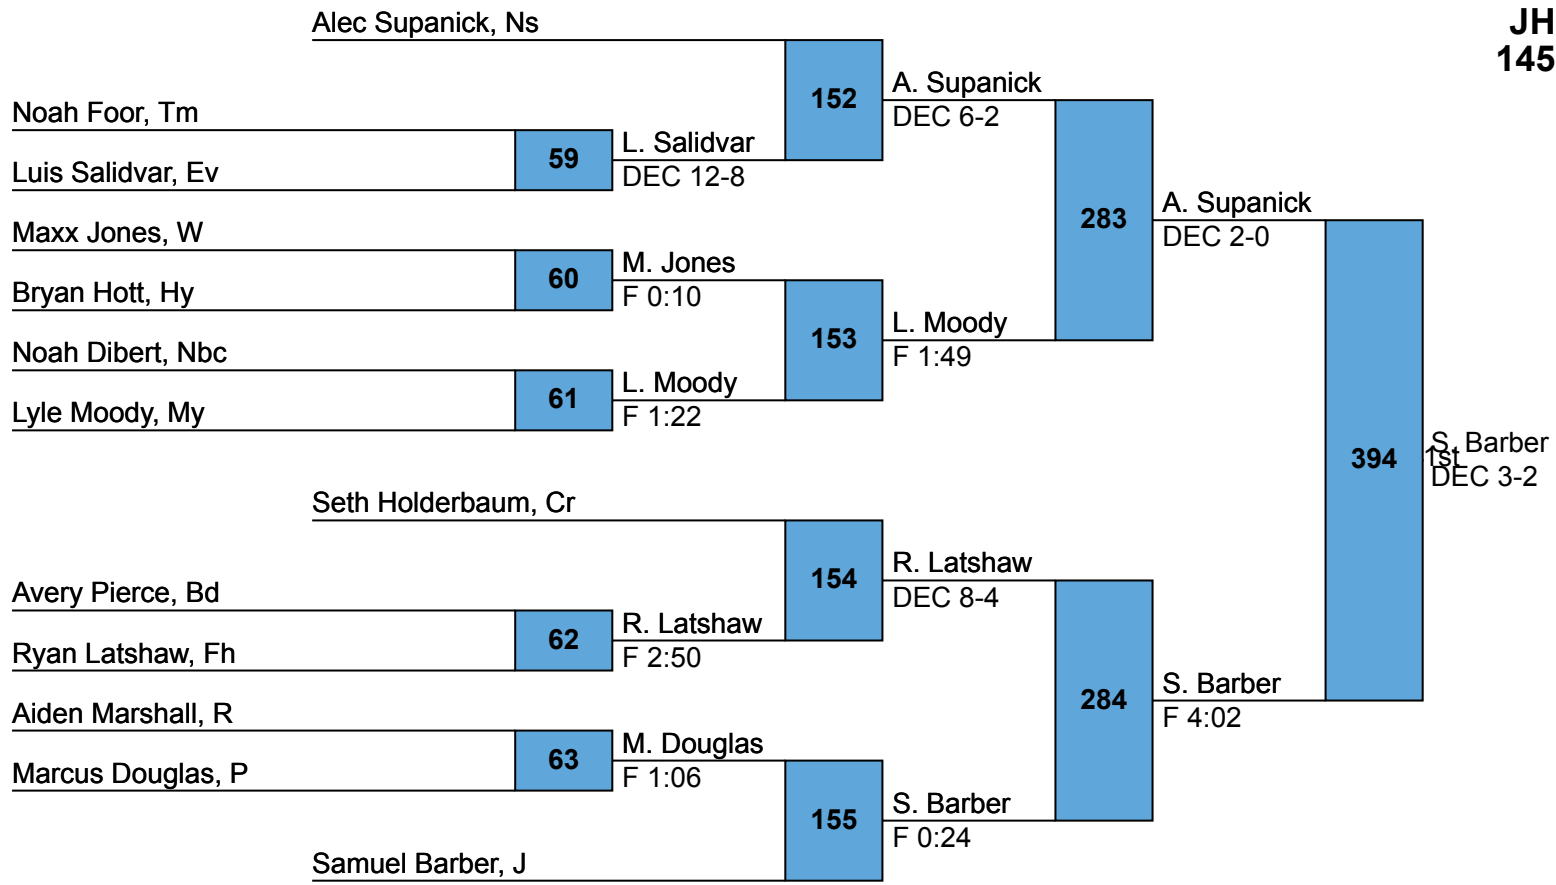 Alec Supanick, Ns
JH
145
152
A. Supanick
DEC 6-2
Noah Foor, Tm
59
L. Salidvar
DEC 12-8
Luis Salidvar, Ev
283
A. Supanick
DEC 2-0
Maxx Jones, W
60
M. Jones
F 0:10
Bryan Hott, Hy
153
L. Moody
F 1:49
Noah Dibert, Nbc
61
L. Moody
F 1:22
Lyle Moody, My
394
1st
S. Barber
DEC 3-2
Seth Holderbaum, Cr
154
R. Latshaw
DEC 8-4
Avery Pierce, Bd
62
R. Latshaw
F 2:50
Ryan Latshaw, Fh
284
S. Barber
F 4:02
Aiden Marshall, R
63
M. Douglas
F 1:06
Marcus Douglas, P
155
S. Barber
F 0:24
Samuel Barber, J